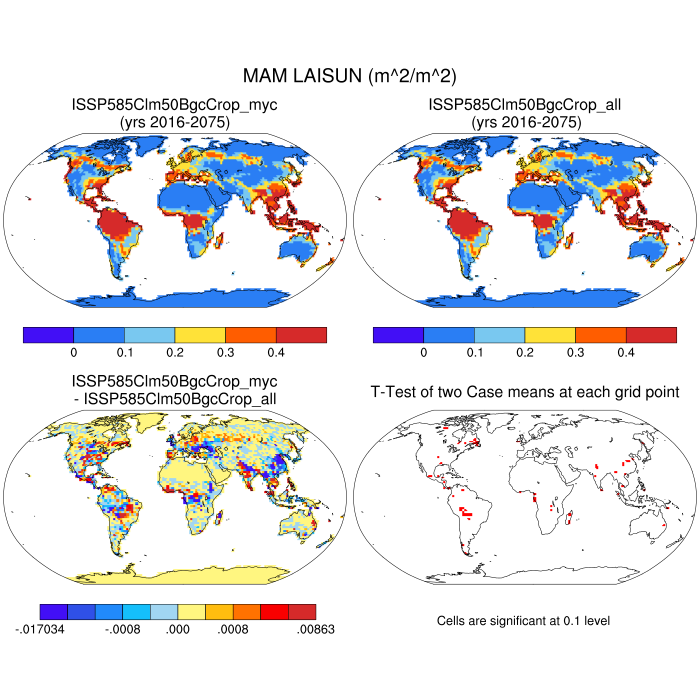 MAM LAISUN (m^2/m^2)
ISSP585Clm50BgcCrop_myc
(yrs 2016-2075)
ISSP585Clm50BgcCrop_all
(yrs 2016-2075)
0 0.1 0.2 0.3 0.4
0 0.1 0.2 0.3 0.4
ISSP585Clm50BgcCrop_myc
- ISSP585Clm50BgcCrop_all
T-Test of two Case means at each grid point
-.017034 -.0008 .000 .0008 .00863
Cells are significant at 0.1 level